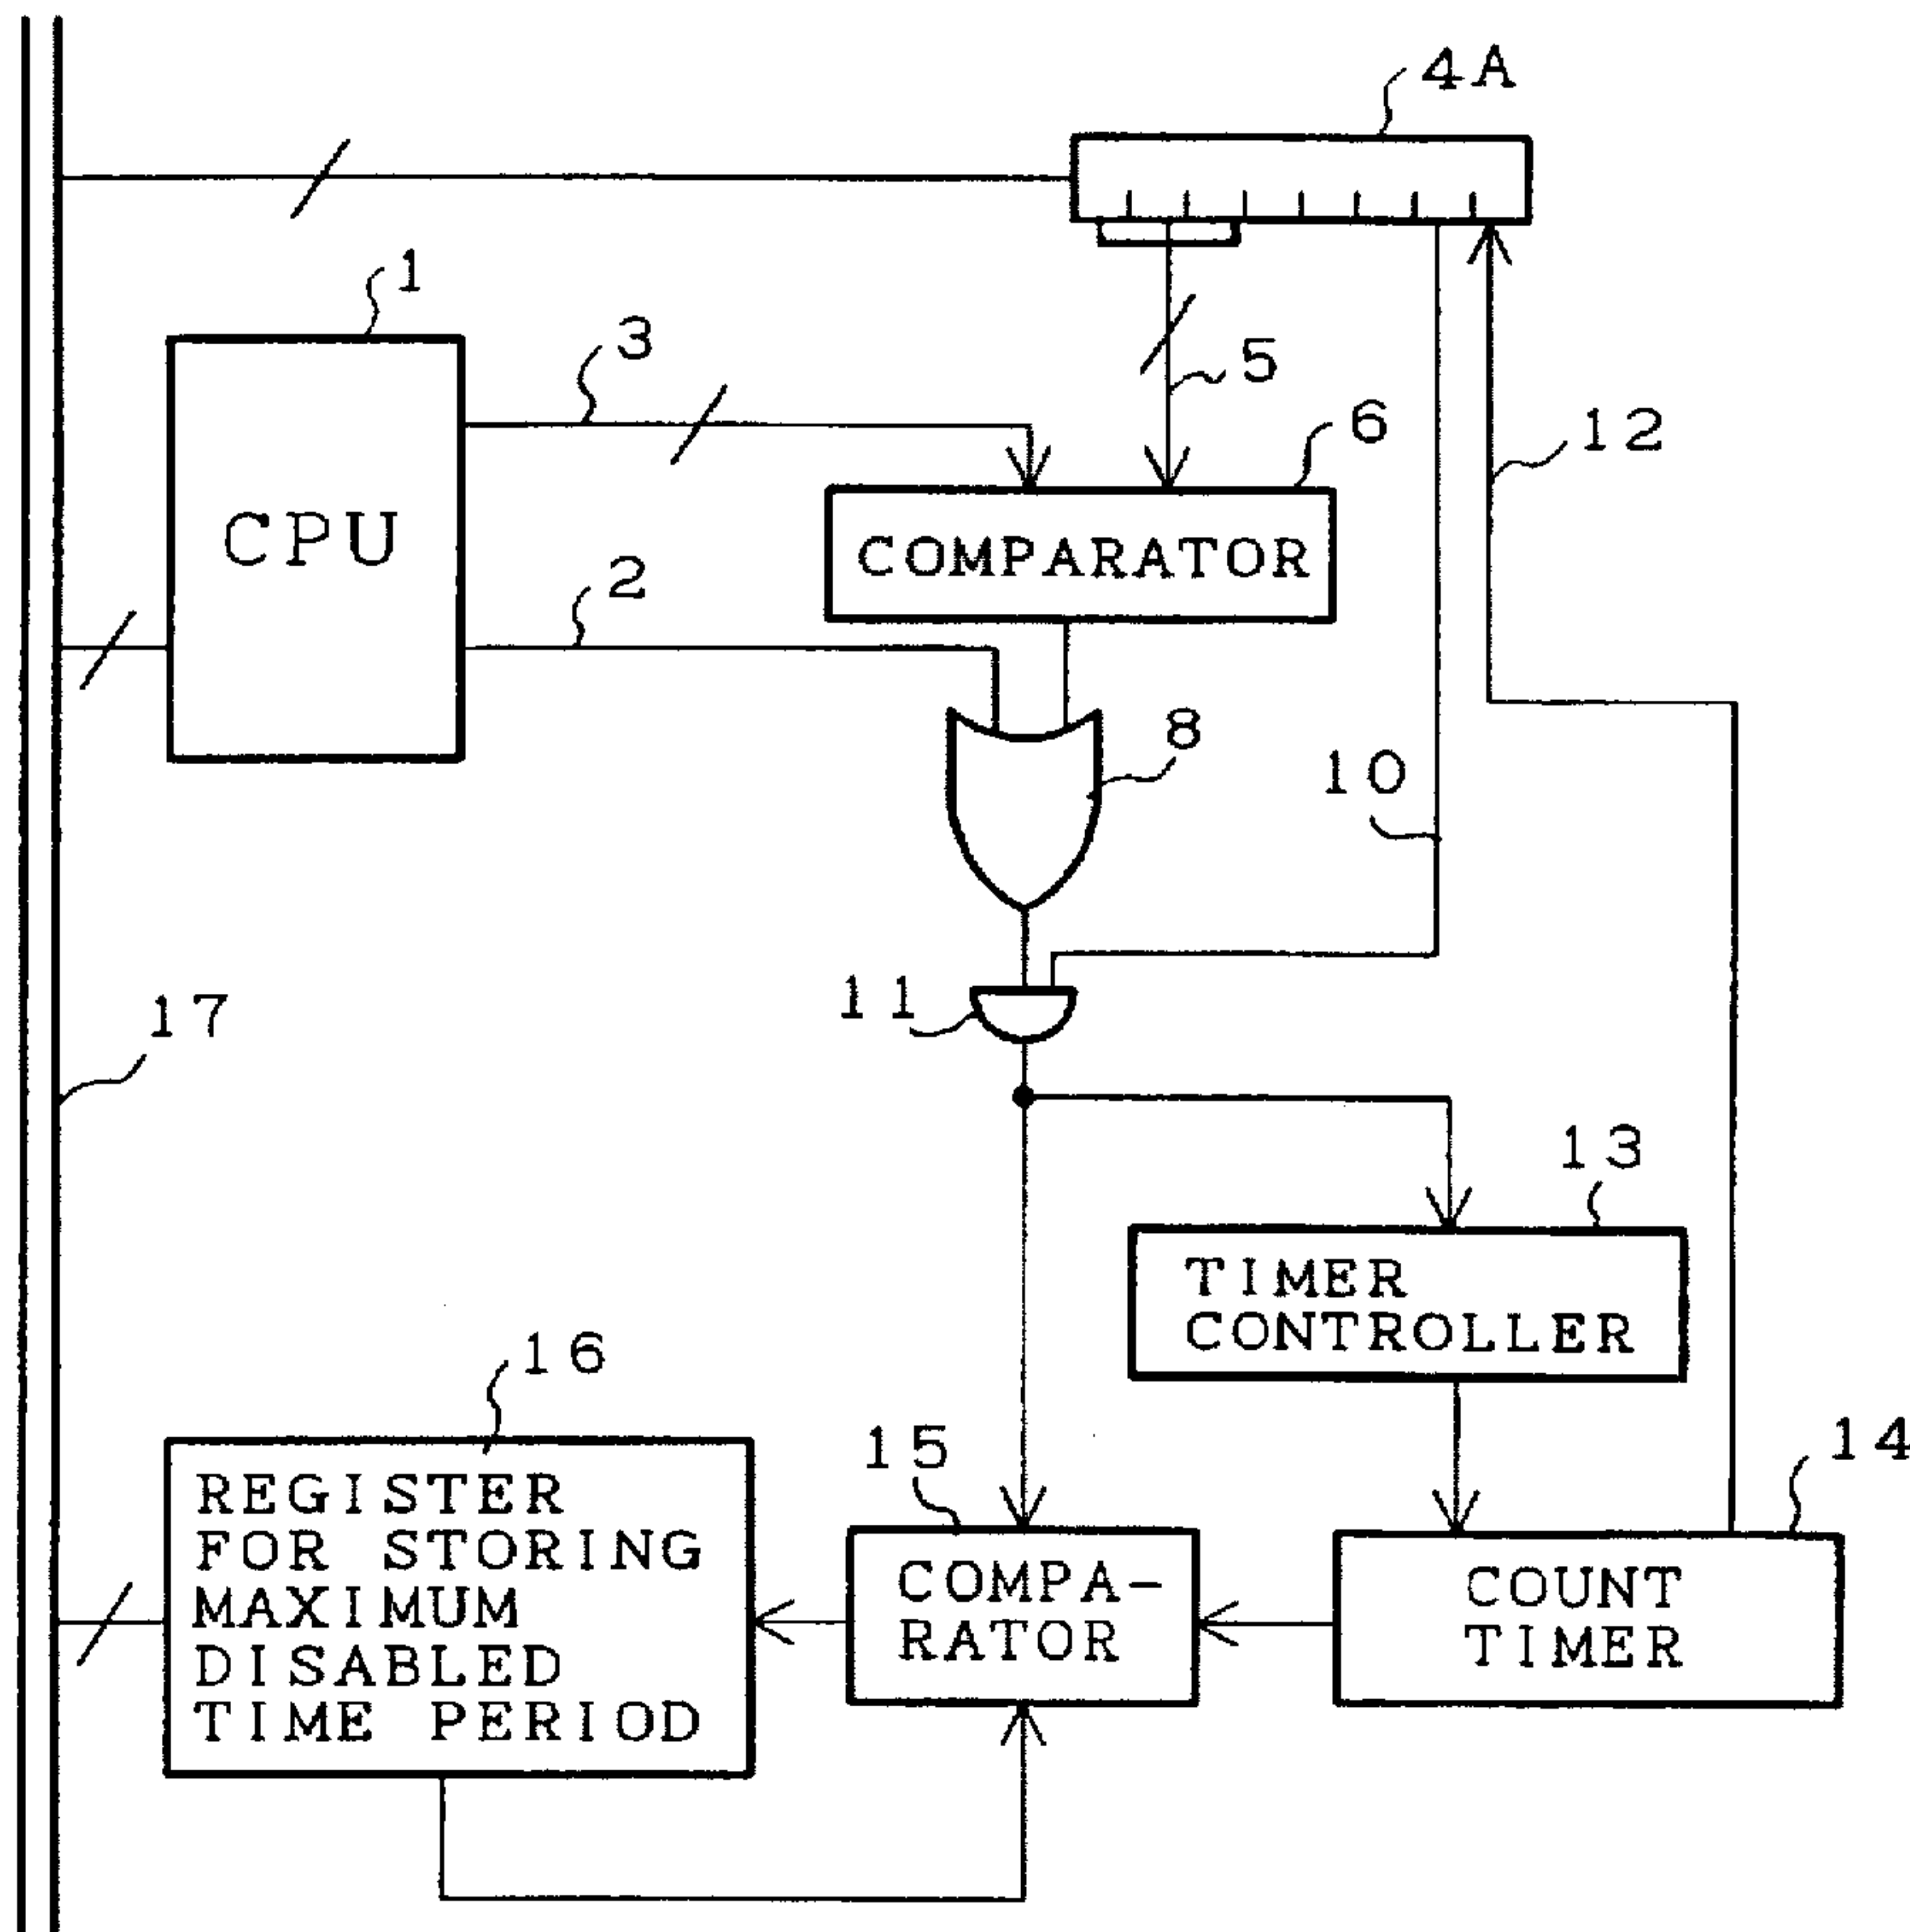 4A
1
3
5
6
12
CPU
COMPARATOR
2
8
10
11
17
13
TIMER
CONTROLLER
16
15
14
REGISTER
FOR STORING
MAXIMUM
DISABLED
TIME PERIOD
COMPA-
RATOR
COUNT
TIMER